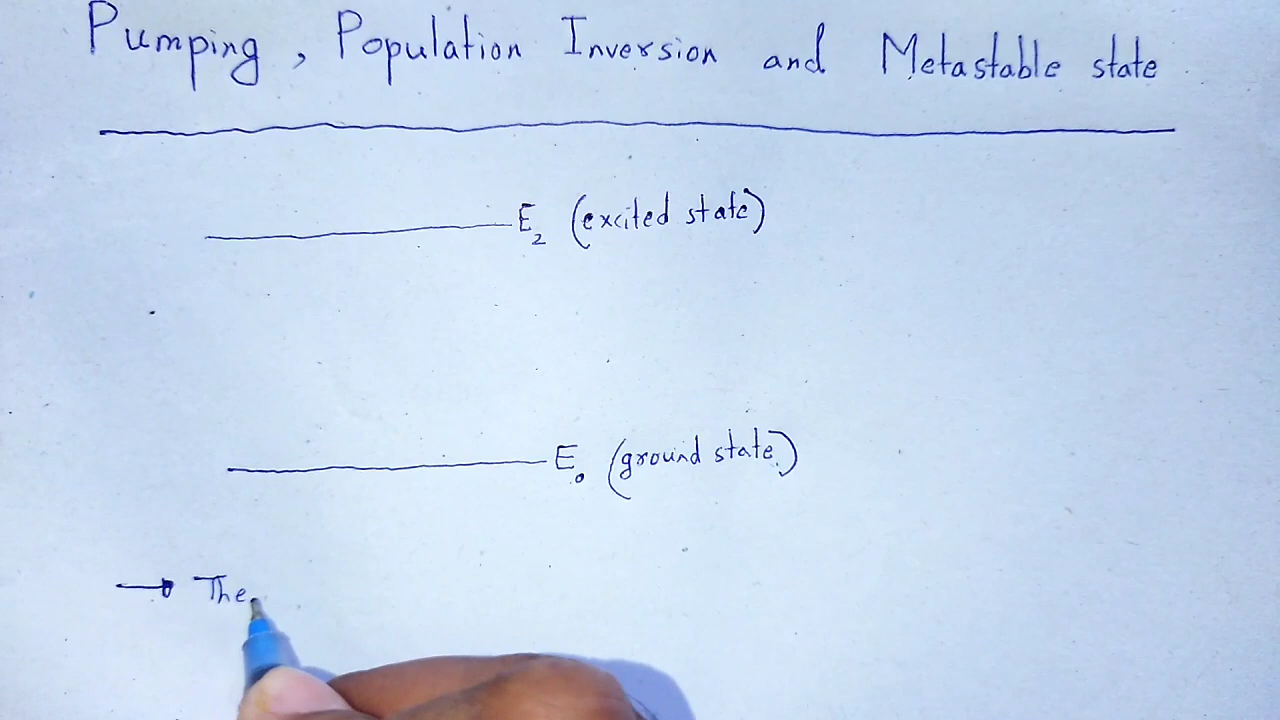 Pumping, Population Inversion and Metastable state
E₂ (excited state)
E₀ (ground state)
→ The